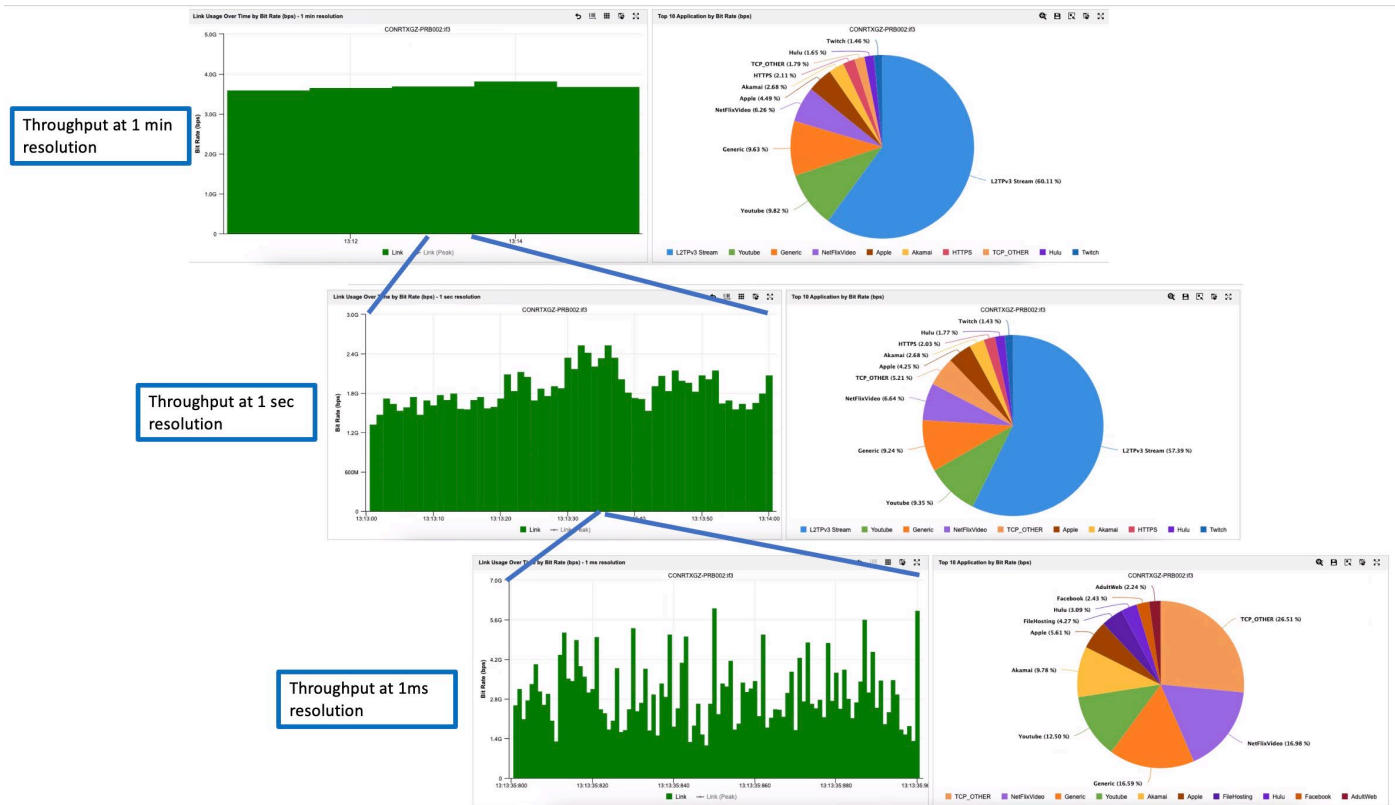 Link Usage Over Time by Bit Rate (bps) - 1 min resolution
CONRTXGZ-PRB002:if3
5.0G
4.0G
3.0G
2.0G
1.0G
0
Bit Rate (bps)
13:12
13:14
Link
Link (Peak)
Top 10 Application by Bit Rate (bps)
CONRTXGZ-PRB002:if3
Twitch (1.46 %)
Hulu (1.65 %)
TCP_OTHER (1.79 %)
HTTPS (2.11 %)
Akamai (2.68 %)
Apple (4.49 %)
NetFlixVideo (6.26 %)
Generic (9.63 %)
Youtube (9.82 %)
L2TPv3 Stream (60.11 %)
L2TPv3 Stream Youtube Generic NetFlixVideo Apple Akamai HTTPS TCP_OTHER Hulu Twitch
Throughput at 1 min
resolution
Link Usage Over Time by Bit Rate (bps) - 1 sec resolution
CONRTXGZ-PRB002:if3
3.0G
2.4G
1.8G
1.2G
600M
0
Bit Rate (bps)
13:13:00
13:13:10
13:13:20
13:13:30
13:13:40
13:13:50
13:14:00
Link
Link (Peak)
Top 10 Application by Bit Rate (bps)
CONRTXGZ-PRB002:if3
Twitch (1.43 %)
Hulu (1.77 %)
HTTPS (2.03 %)
Akamai (2.68 %)
Apple (4.25 %)
TCP_OTHER (5.21 %)
NetFlixVideo (6.64 %)
Generic (9.24 %)
Youtube (9.35 %)
L2TPv3 Stream (57.39 %)
L2TPv3 Stream Youtube Generic NetFlixVideo TCP_OTHER Apple Akamai HTTPS Hulu Twitch
Throughput at 1 sec
resolution
Link Usage Over Time by Bit Rate (bps) - 1 ms resolution
CONRTXGZ-PRB002:if3
7.0G
5.6G
4.2G
2.8G
1.4G
0
Bit Rate (bps)
13:13:35:800
13:13:35:820
13:13:35:840
13:13:35:860
13:13:35:880
Link
Link (Peak)
Top 10 Application by Bit Rate (bps)
CONRTXGZ-PRB002:if3
AdultWeb (2.24 %)
Facebook (2.43 %)
Hulu (3.09 %)
FileHosting (4.27 %)
Apple (5.61 %)
Akamai (9.78 %)
Youtube (12.50 %)
Generic (16.59 %)
TCP_OTHER (26.51 %)
NetFlixVideo (16.98 %)
TCP_OTHER NetFlixVideo Generic Youtube Akamai Apple FileHosting Hulu Facebook AdultWeb
Throughput at 1ms
resolution